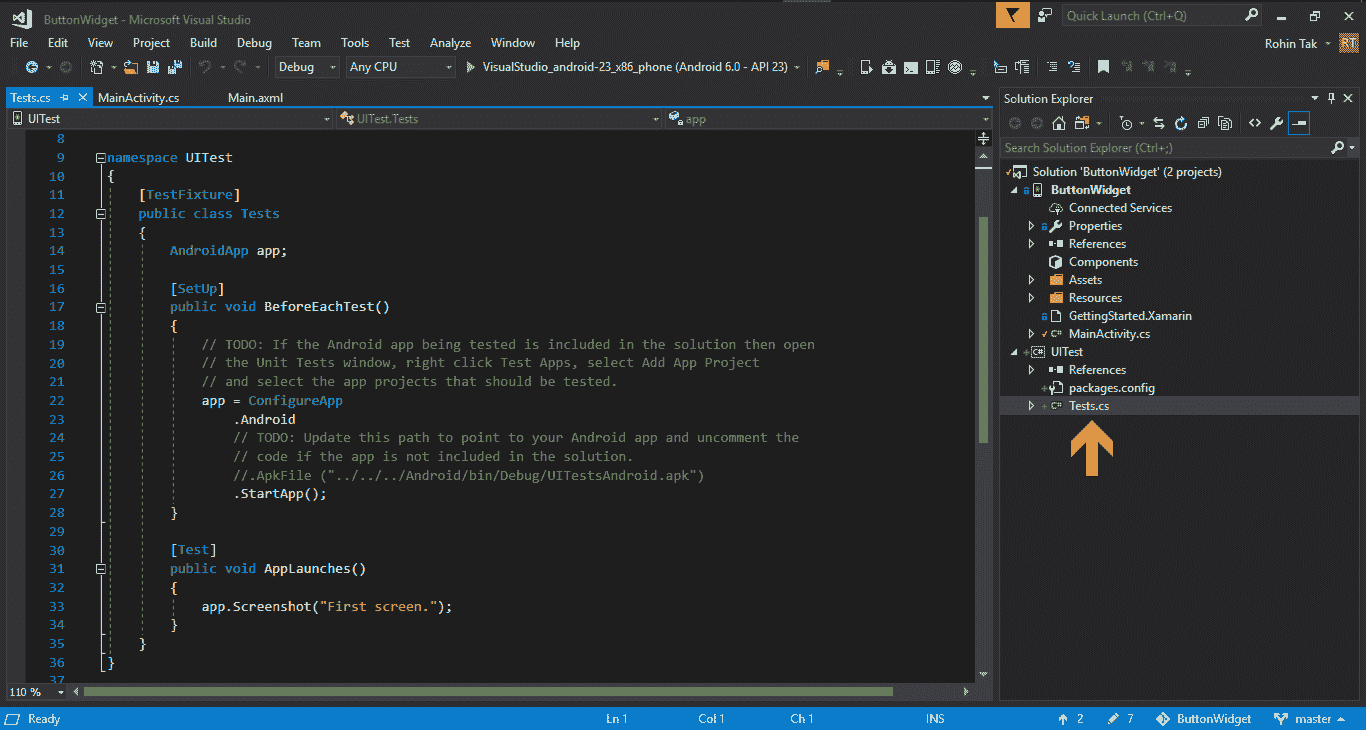 ButtonWidget - Microsoft Visual Studio
Quick Launch (Ctrl+Q)
File Edit View Project Build Debug Team Tools Test Analyze Window Help
Rohin Tak RT
Debug Any CPU VisualStudio_android-23_x86_phone (Android 6.0 - API 23)
Tests.cs MainActivity.cs Main.axml
UITest UITest.Tests app
8
9 namespace UITest
10 {
11 [TestFixture]
12 public class Tests
13 {
14 AndroidApp app;
15
16 [SetUp]
17 public void BeforeEachTest()
18 {
19 // TODO: If the Android app being tested is included in the solution then open
20 // the Unit Tests window, right click Test Apps, select Add App Project
21 // and select the app projects that should be tested.
22 app = ConfigureApp
23 .Android
24 // TODO: Update this path to point to your Android app and uncomment the
25 // code if the app is not included in the solution.
26 //.ApkFile ("../../../Android/bin/Debug/UITestsAndroid.apk")
27 .StartApp();
28 }
29
30 [Test]
31 public void AppLaunches()
32 {
33 app.Screenshot("First screen.");
34 }
35 }
36 }
37
110 %
Solution Explorer
Search Solution Explorer (Ctrl+;)
Solution 'ButtonWidget' (2 projects)
ButtonWidget
Connected Services
Properties
References
Components
Assets
Resources
GettingStarted.Xamarin
C# MainActivity.cs
C# UITest
References
packages.config
C# Tests.cs
Ready Ln 1 Col 1 Ch 1 INS 2 7 ButtonWidget master